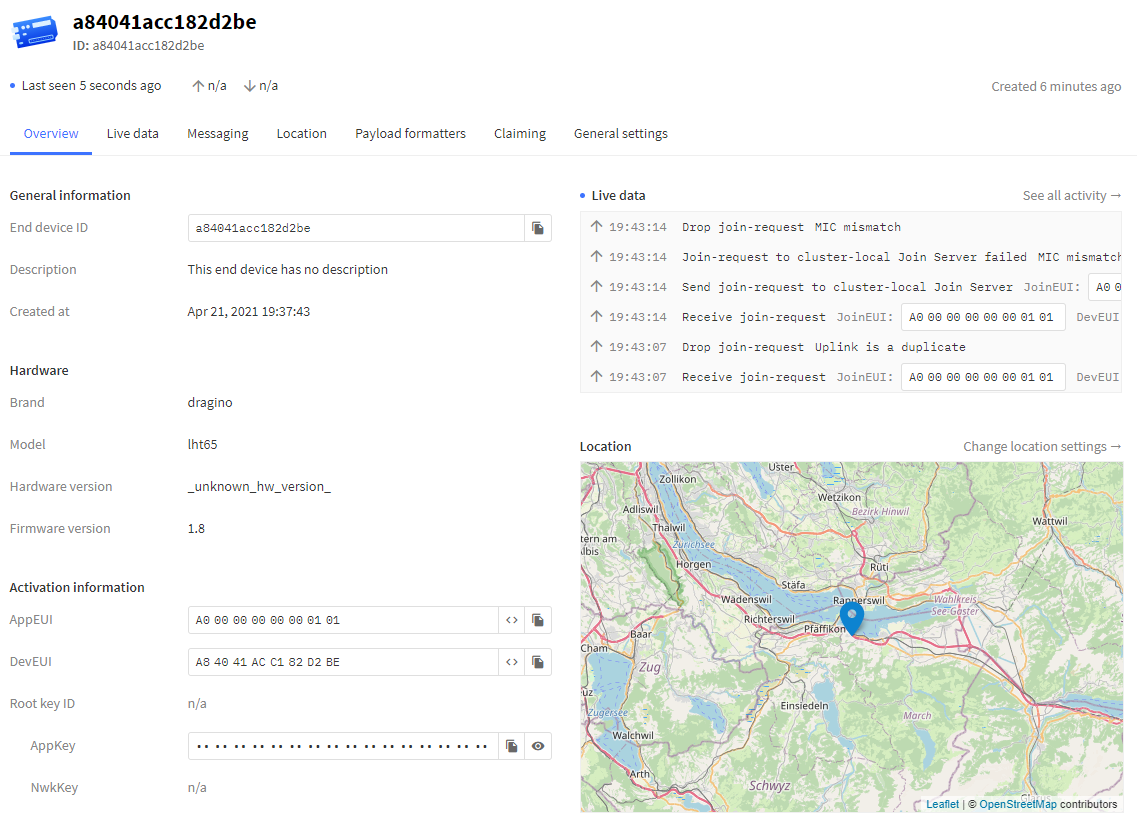 a84041acc182d2be
ID: a84041acc182d2be
Last seen 5 seconds ago ↑ n/a ↓ n/a Created 6 minutes ago
Overview Live data Messaging Location Payload formatters Claiming General settings
General information
End device ID a84041acc182d2be
Description This end device has no description
Created at Apr 21, 2021 19:37:43
Hardware
Brand dragino
Model lht65
Hardware version _unknown_hw_version_
Firmware version 1.8
Activation information
AppEUI A0 00 00 00 00 00 01 01 <>
DevEUI A8 40 41 AC C1 82 D2 BE <>
Root key ID n/a
AppKey •• •• •• •• •• •• •• •• •• •• •• •• •• •• •• ••
NwkKey n/a
Live data See all activity →
↑ 19:43:14 Drop join-request MIC mismatch
↑ 19:43:14 Join-request to cluster-local Join Server failed MIC mismatch
↑ 19:43:14 Send join-request to cluster-local Join Server JoinEUI: A0 0
↑ 19:43:14 Receive join-request JoinEUI: A0 00 00 00 00 00 01 01 DevEUI
↑ 19:43:07 Drop join-request Uplink is a duplicate
↑ 19:43:07 Receive join-request JoinEUI: A0 00 00 00 00 00 01 01 DevEUI
Location Change location settings →
Uster
Zollikon
Wetzikon
Adliswil
Bezirk Hinwil
Wattwil
Thalwil
tern am
Albis
Zürichsee
Horgen
Rüti
Stäfa
Wädenswil
Rapperswil
Wahlkreis
See-Gaster
Richterswil
Pfäffikon
Baar
Cham
Zug
uz
Zugersee
Einsiedeln
March
Walchwil
Arth
Schwyz
Leaflet | © OpenStreetMap contributors